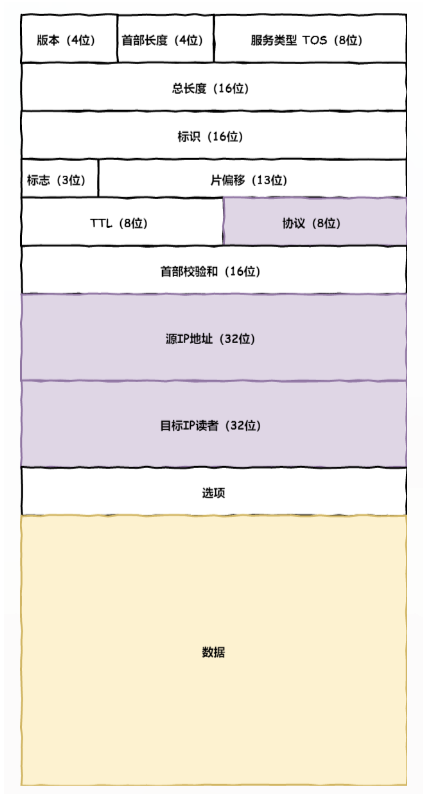 版本（4位） 首部长度（4位） 服务类型 TOS（8位）
总长度（16位）
标识（16位）
标志（3位） 片偏移（13位）
TTL（8位） 协议（8位）
首部校验和（16位）
源IP地址（32位）
目标IP读者（32位）
选项
数据